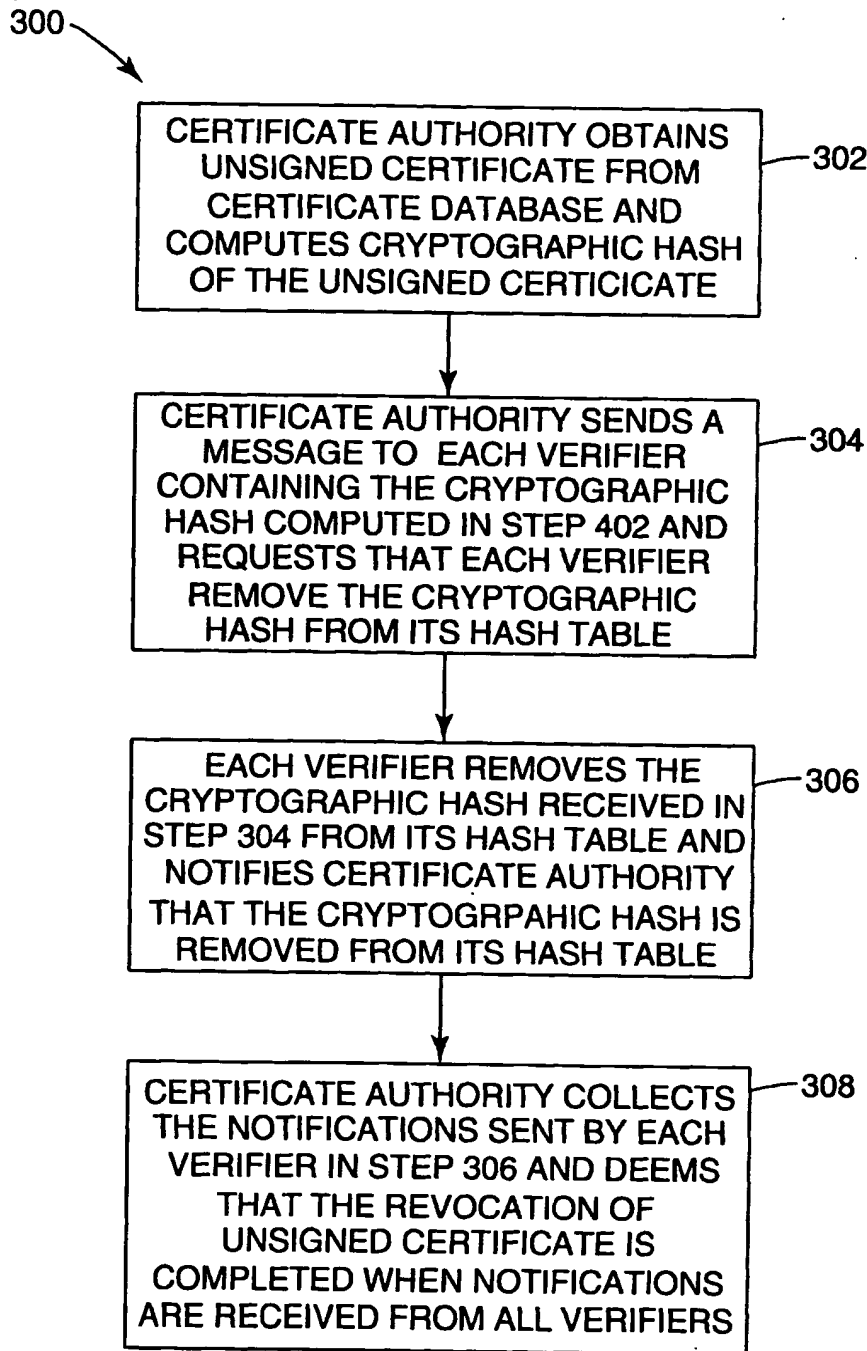 300
CERTIFICATE AUTHORITY OBTAINS
UNSIGNED CERTIFICATE FROM
CERTIFICATE DATABASE AND
COMPUTES CRYPTOGRAPHIC HASH
OF THE UNSIGNED CERTICICATE
302
CERTIFICATE AUTHORITY SENDS A
MESSAGE TO EACH VERIFIER
CONTAINING THE CRYPTOGRAPHIC
HASH COMPUTED IN STEP 402 AND
REQUESTS THAT EACH VERIFIER
REMOVE THE CRYPTOGRAPHIC
HASH FROM ITS HASH TABLE
304
EACH VERIFIER REMOVES THE
CRYPTOGRAPHIC HASH RECEIVED IN
STEP 304 FROM ITS HASH TABLE AND
NOTIFIES CERTIFICATE AUTHORITY
THAT THE CRYPTOGRPAHIC HASH IS
REMOVED FROM ITS HASH TABLE
306
CERTIFICATE AUTHORITY COLLECTS
THE NOTIFICATIONS SENT BY EACH
VERIFIER IN STEP 306 AND DEEMS
THAT THE REVOCATION OF
UNSIGNED CERTIFICATE IS
COMPLETED WHEN NOTIFICATIONS
ARE RECEIVED FROM ALL VERIFIERS
308